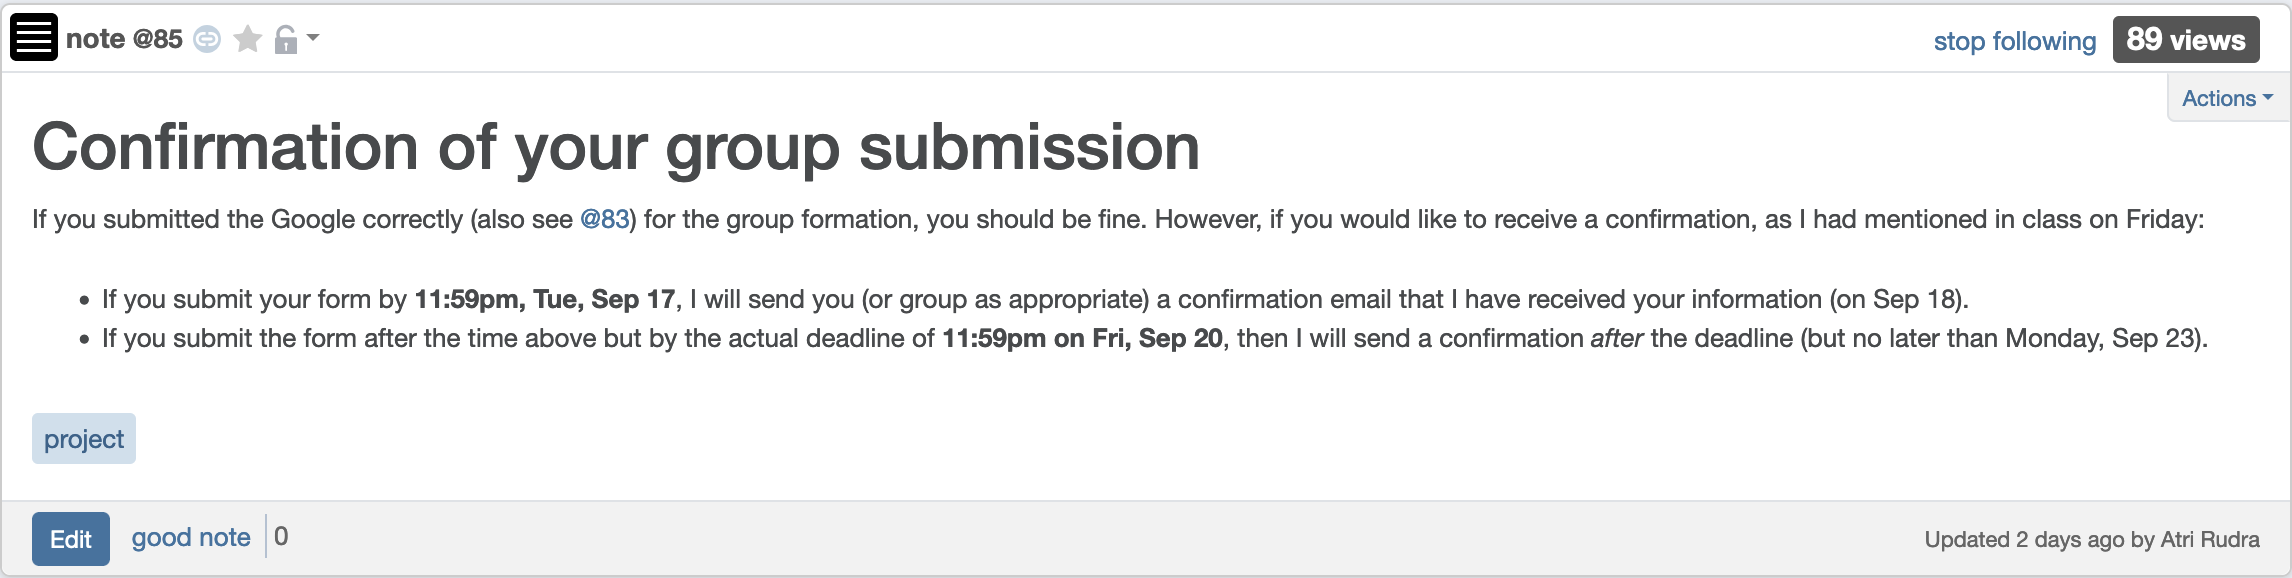 note @85
stop following
89 views
Actions
Confirmation of your group submission
If you submitted the Google correctly (also see @83) for the group formation, you should be fine. However, if you would like to receive a confirmation, as I had mentioned in class on Friday:
• If you submit your form by 11:59pm, Tue, Sep 17, I will send you (or group as appropriate) a confirmation email that I have received your information (on Sep 18).
• If you submit the form after the time above but by the actual deadline of 11:59pm on Fri, Sep 20, then I will send a confirmation after the deadline (but no later than Monday, Sep 23).
project
Edit
good note
0
Updated 2 days ago by Atri Rudra